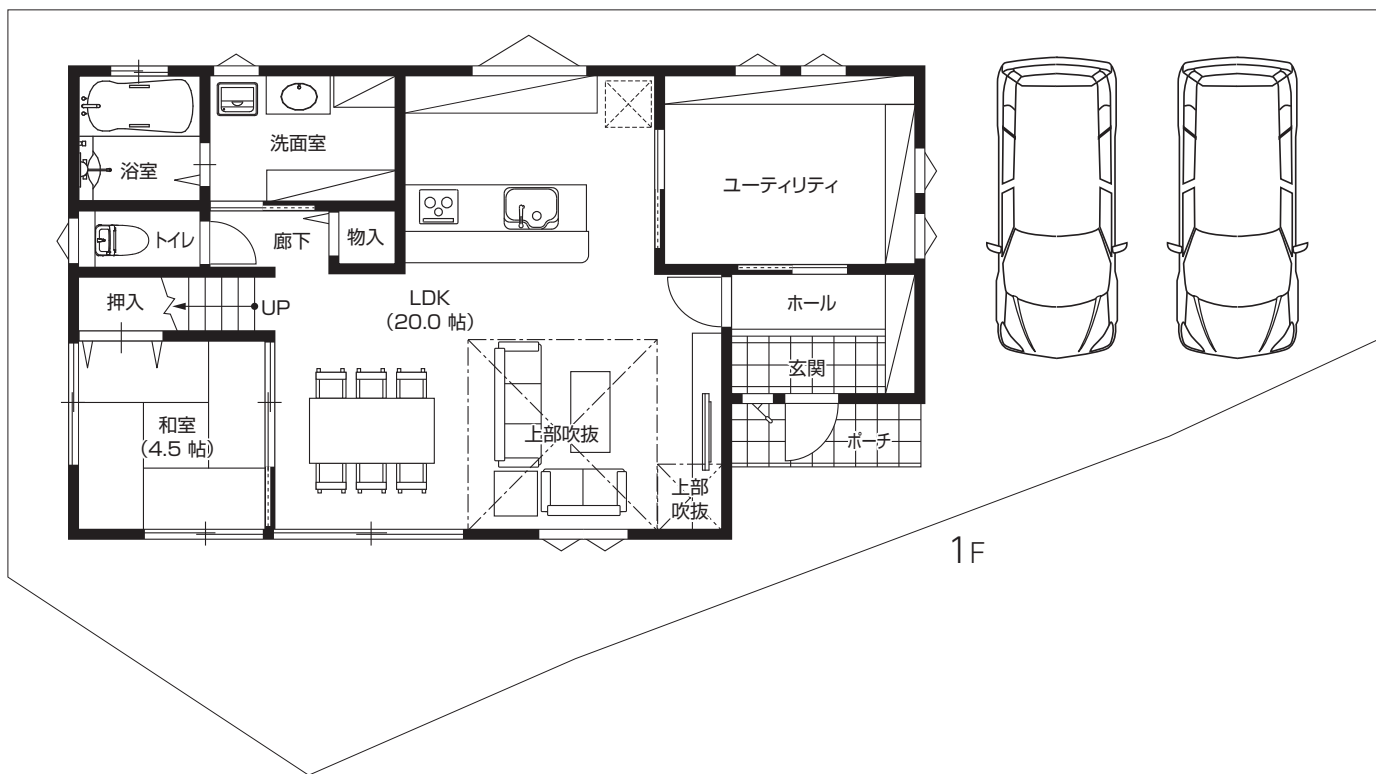 洗面室
浴室
ユーティリティ
トイレ
廊下
物入
押入
UP
LDK
(20.0 帖)
ホール
玄関
和室
(4.5 帖)
上部吹抜
ポーチ
上部
吹抜
1F